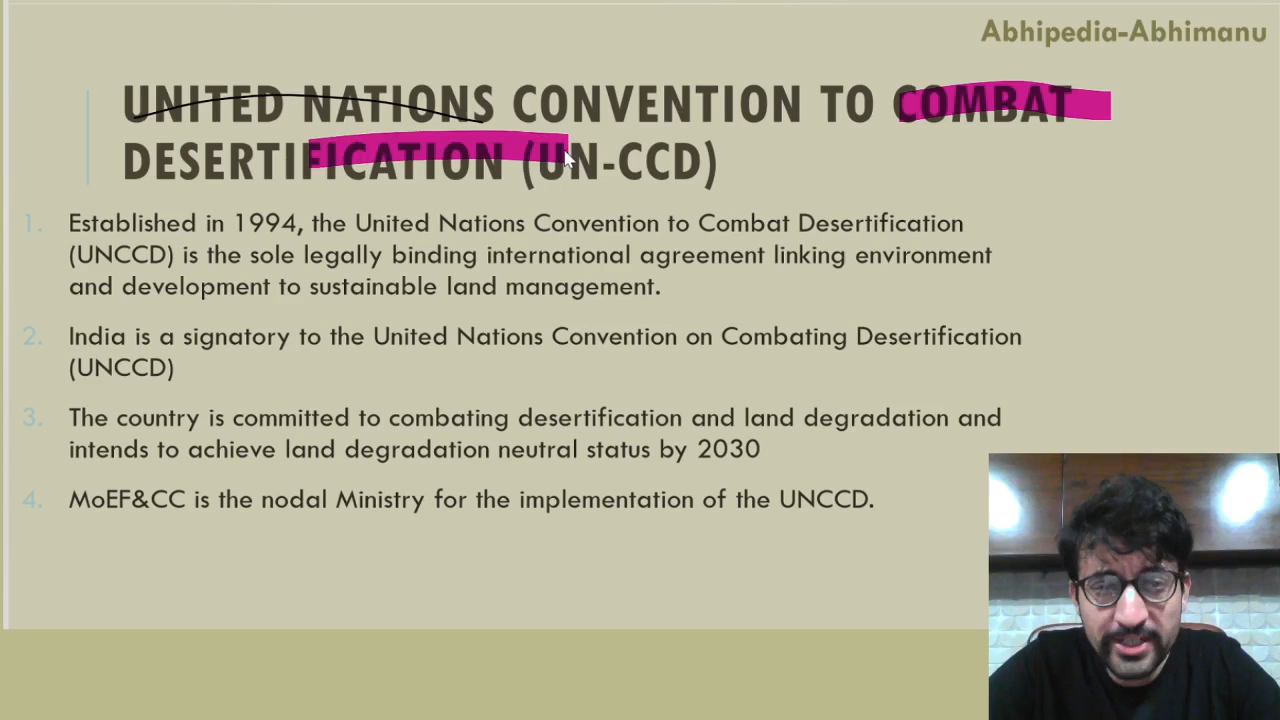 Abhipedia-Abhimanu
UNITED NATIONS CONVENTION TO COMBAT
DESERTIFICATION (UN-CCD)
1. Established in 1994, the United Nations Convention to Combat Desertification
(UNCCD) is the sole legally binding international agreement linking environment
and development to sustainable land management.
2. India is a signatory to the United Nations Convention on Combating Desertification
(UNCCD)
3. The country is committed to combating desertification and land degradation and
intends to achieve land degradation neutral status by 2030
4. MoEF&CC is the nodal Ministry for the implementation of the UNCCD.